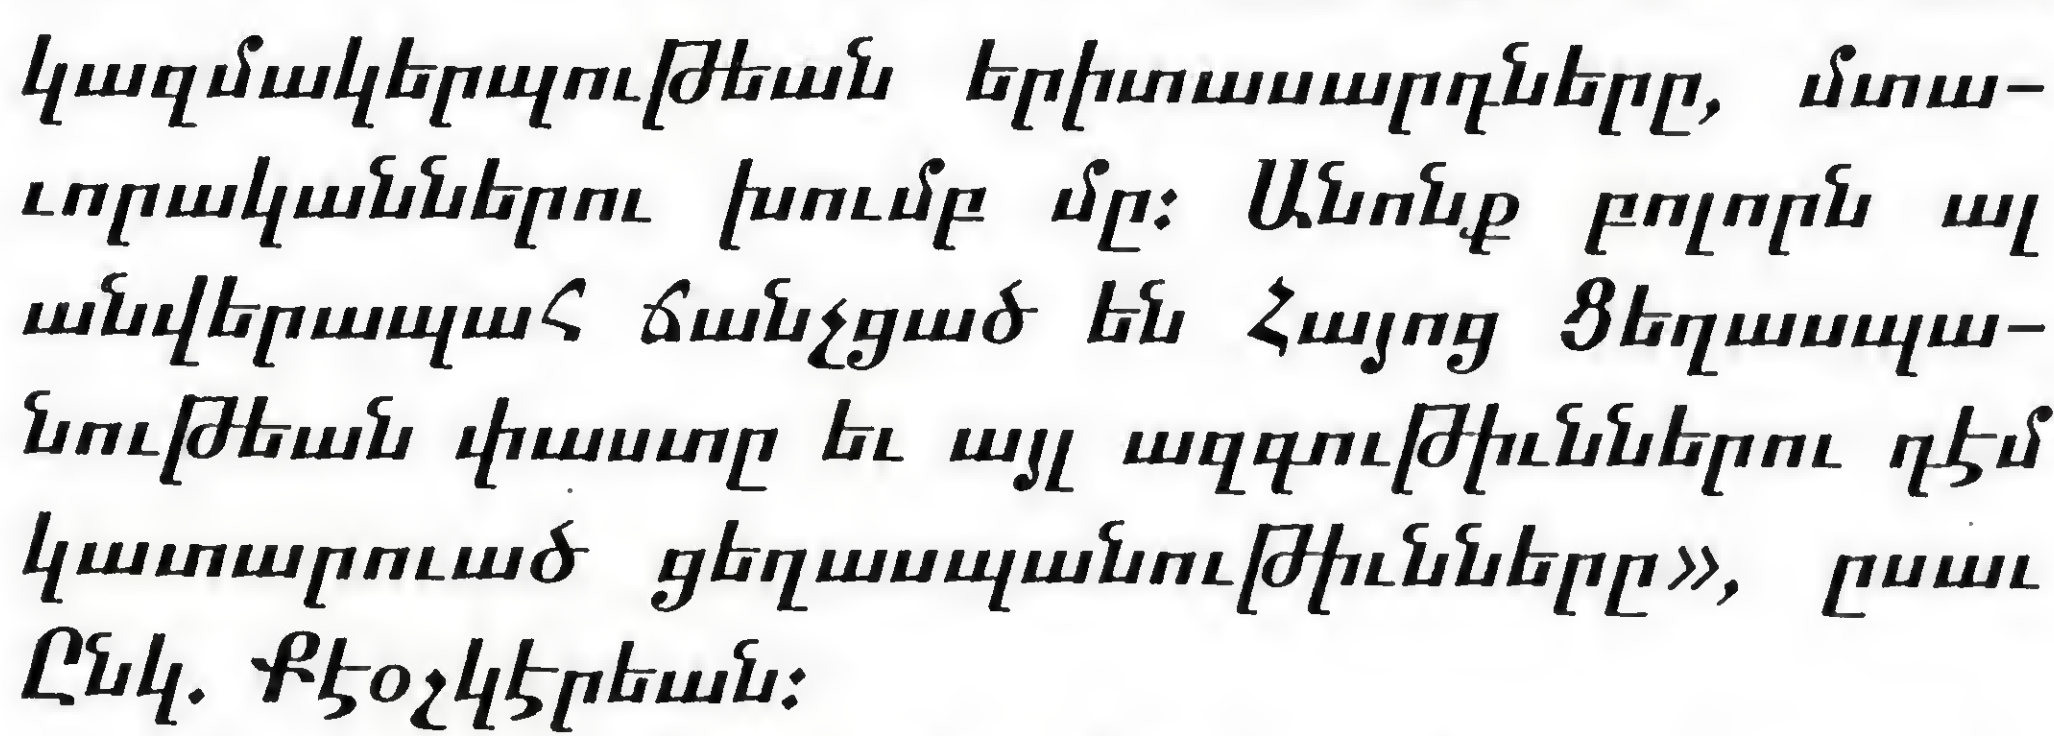 կազմակերպութեան երիտասարդները, մտա-
ւորականներու խումբ մը: Անոնք բոլորն ալ
անվերապահ ճանչցած են Հայոց Ցեղասպա-
նութեան փաստը եւ այլ ազգութիւններու դէմ
կատարուած ցեղասպանութիւնները», ըսաւ
Ընկ. Քէօշկէրեան: